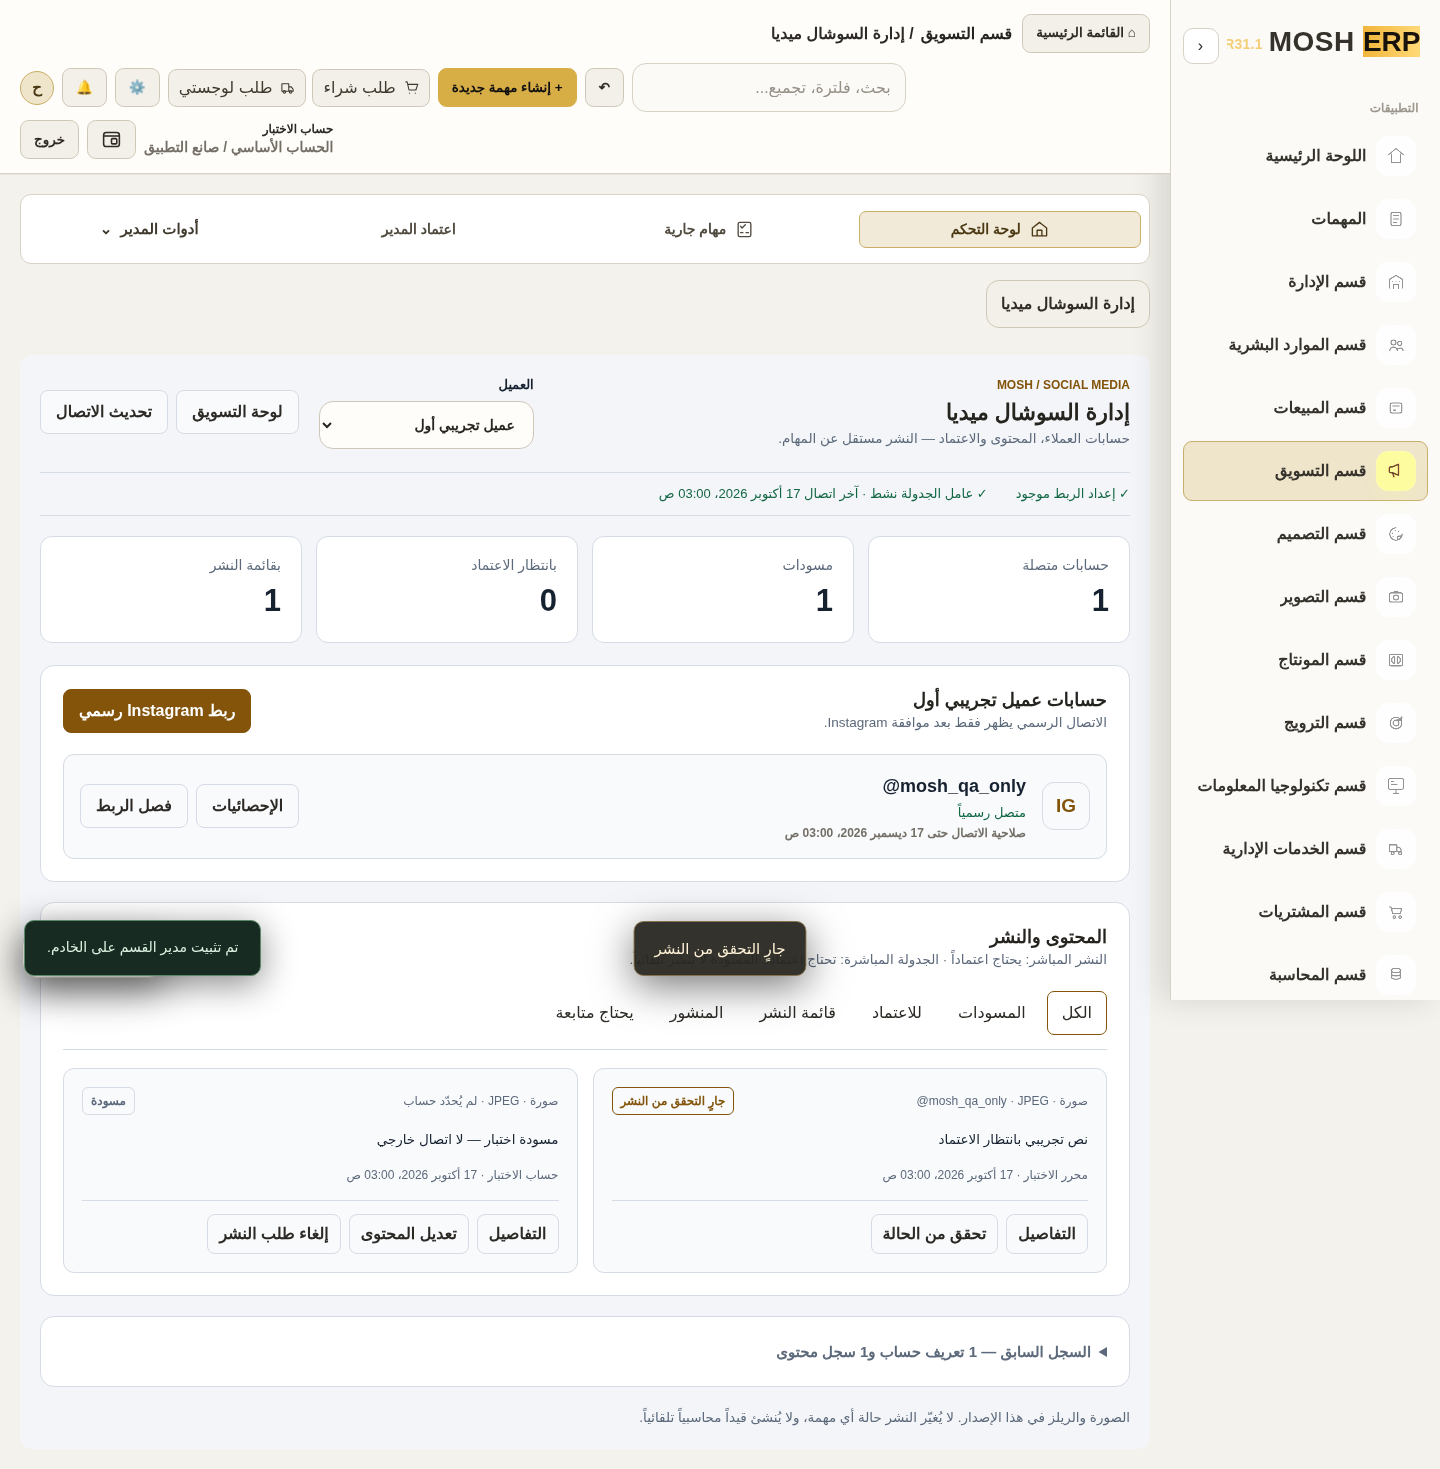 ⌂ القائمة الرئيسية
قسم التسويق / إدارة السوشال ميديا
بحث، فلترة، تجميع...
↶
+ إنشاء مهمة جديدة
طلب شراء
طلب لوجستي
ح
حساب الاختبار
الحساب الأساسي / صانع التطبيق
خروج
MOSH ERP
R31.1
‹
التطبيقات
اللوحة الرئيسية
المهمات
قسم الإدارة
قسم الموارد البشرية
قسم المبيعات
قسم التسويق
قسم التصميم
قسم التصوير
قسم المونتاج
قسم الترويج
قسم تكنولوجيا المعلومات
قسم الخدمات الإدارية
قسم المشتريات
قسم المحاسبة
لوحة التحكم
مهام جارية
اعتماد المدير
أدوات المدير ⌄
إدارة السوشال ميديا
MOSH / SOCIAL MEDIA
إدارة السوشال ميديا
حسابات العملاء، المحتوى والاعتماد — النشر مستقل عن المهام.
العميل
عميل تجريبي أول
لوحة التسويق
تحديث الاتصال
✓ إعداد الربط موجود
✓ عامل الجدولة نشط · آخر اتصال 17 أكتوبر 2026، 03:00 ص
حسابات متصلة
1
مسودات
1
بانتظار الاعتماد
0
بقائمة النشر
1
حسابات عميل تجريبي أول
الاتصال الرسمي يظهر فقط بعد موافقة Instagram.
ربط Instagram رسمي
IG
@mosh_qa_only
متصل رسمياً
صلاحية الاتصال حتى 17 ديسمبر 2026، 03:00 ص
الإحصائيات
فصل الربط
المحتوى والنشر
النشر المباشر: يحتاج اعتماداً · الجدولة المباشرة: تحتاج
جارٍ التحقق من النشر
تم تثبيت مدير القسم على الخادم.
الكل
المسودات
للاعتماد
قائمة النشر
المنشور
يحتاج متابعة
صورة · JPEG · @mosh_qa_only
جارٍ التحقق من النشر
نص تجريبي بانتظار الاعتماد
محرر الاختبار · 17 أكتوبر 2026، 03:00 ص
التفاصيل
تحقق من الحالة
صورة · JPEG · لم يُحدّد حساب
مسودة
مسودة اختبار — لا اتصال خارجي
حساب الاختبار · 17 أكتوبر 2026، 03:00 ص
التفاصيل
تعديل المحتوى
إلغاء طلب النشر
السجل السابق — 1 تعريف حساب و1 سجل محتوى
الصورة والريلز في هذا الإصدار. لا يُغيّر النشر حالة أي مهمة، ولا يُنشئ قيداً محاسبياً تلقائياً.